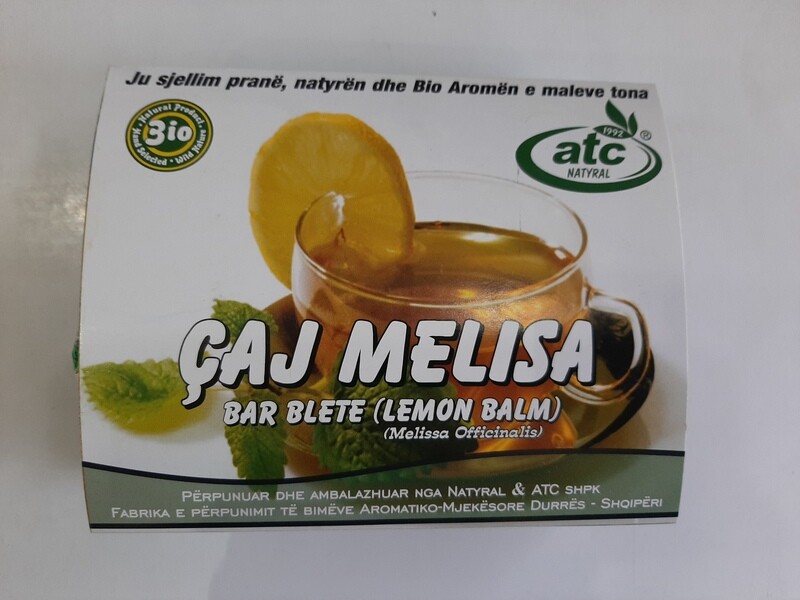 Ju sjellim pranë, natyrën dhe Bio Aromën e maleve tona
Natural Product
Bio
Hand Selected • Wild Nature
1992
atc ®
NATYRAL
ÇAJ MELISA
BAR BLETE (LEMON BALM)
(Melissa Officinalis)
PËRPUNUAR DHE AMBALAZHUAR NGA NATYRAL & ATC SHPK
FABRIKA E PËRPUNIMIT TË BIMËVE AROMATIKO-MJEKËSORE DURRËS - SHQIPËRI